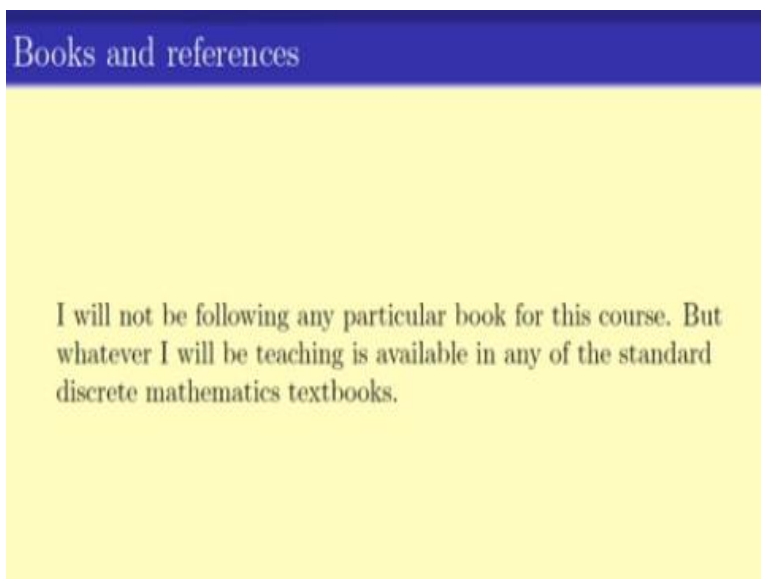 Books and references
I will not be following any particular book for this course. But
whatever I will be teaching is available in any of the standard
discrete mathematics textbooks.